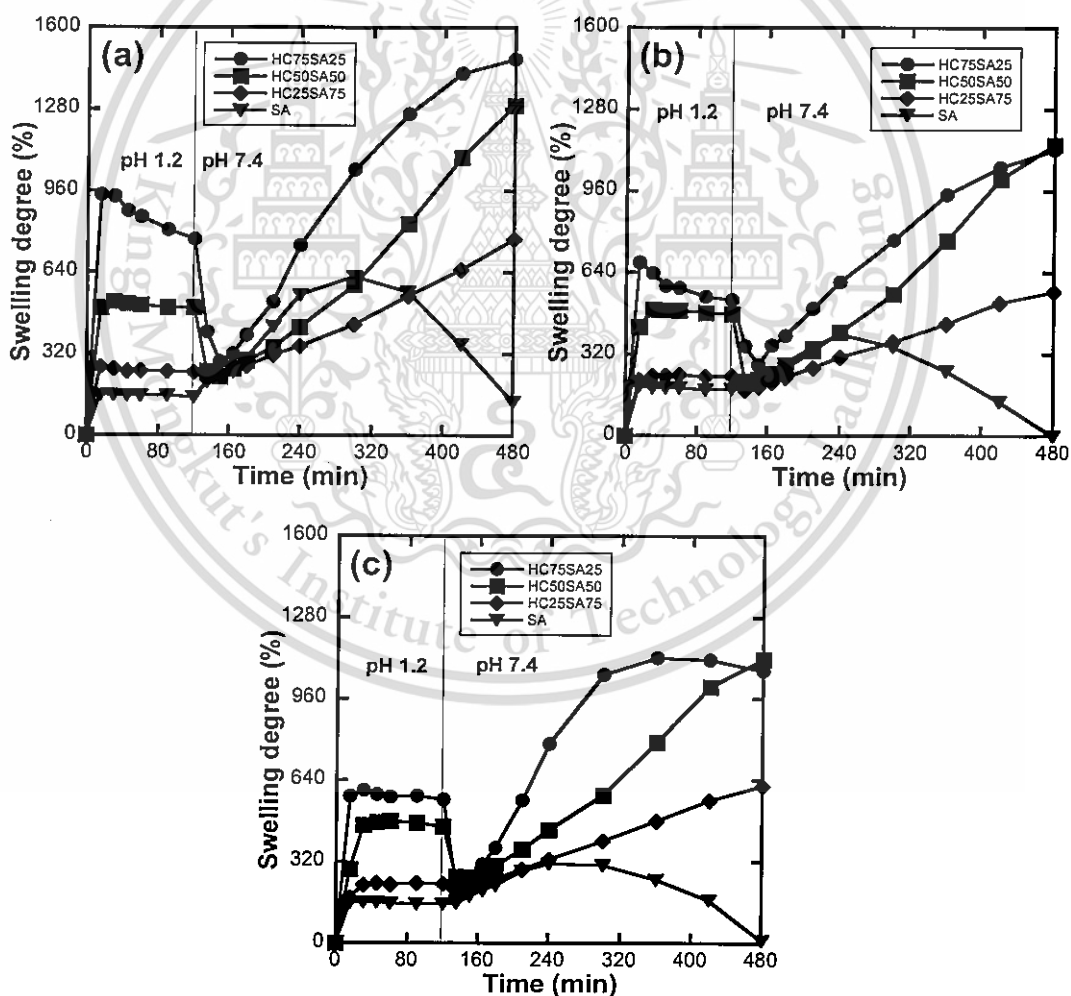 (a)
1600
1280
960
640
320
0
Swelling degree (%)
HC75SA25
HC50SA50
HC25SA75
SA
pH 1.2
pH 7.4
0 80 160 240 320 400 480
Time (min)
(b)
1600
1280
960
640
320
0
Swelling degree (%)
HC75SA25
HC50SA50
HC25SA75
SA
pH 1.2
pH 7.4
0 80 160 240 320 400 480
Time (min)
(c)
1600
1280
960
640
320
0
Swelling degree (%)
HC75SA25
HC50SA50
HC25SA75
SA
pH 1.2
pH 7.4
0 80 160 240 320 400 480
Time (min)
King Mongkut's Institute of Technology Ladkrabang